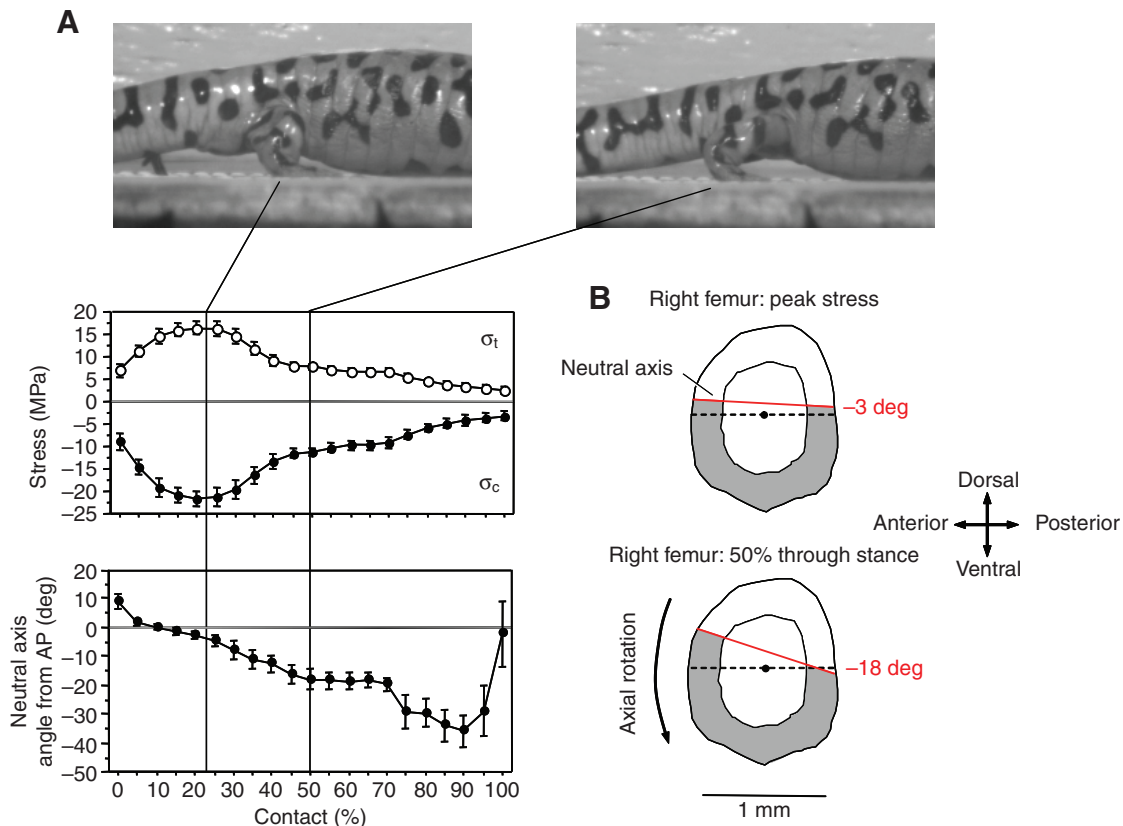 A
20
15
10
5
0
–5
–10
–15
–20
–25
Stress (MPa)
σt
σc
20
10
0
–10
–20
–30
–40
–50
Neutral axis
angle from AP (deg)
0 10 20 30 40 50 60 70 80 90 100
Contact (%)
B
Right femur: peak stress
Neutral axis
–3 deg
Dorsal
Anterior
Posterior
Ventral
Right femur: 50% through stance
Axial rotation
–18 deg
1 mm